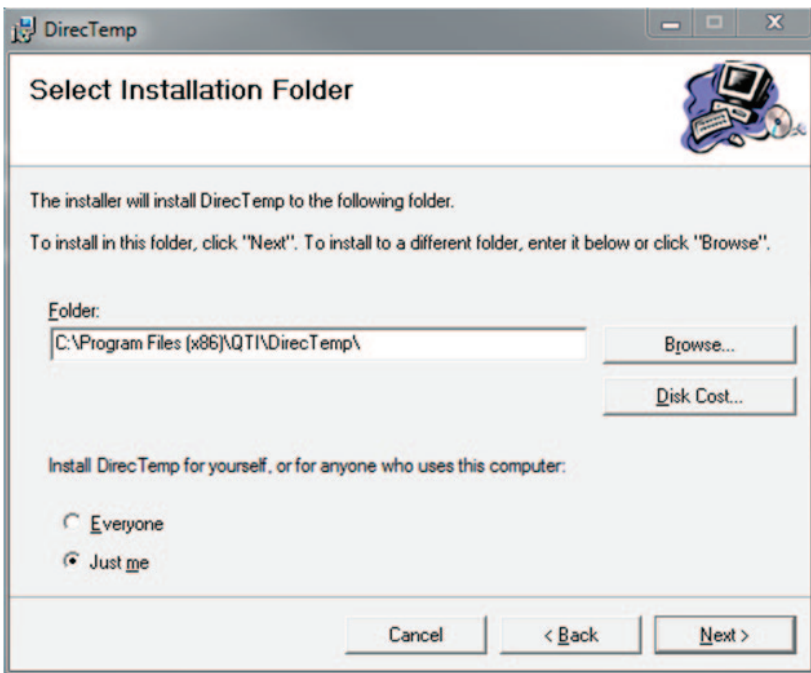 DirecTemp
Select Installation Folder
The installer will install DirecTemp to the following folder.
To install in this folder, click "Next". To install to a different folder, enter it below or click "Browse".
Folder:
C:\Program Files (x86)\QTI\DirecTemp\
Browse...
Disk Cost...
Install DirecTemp for yourself, or for anyone who uses this computer:
Everyone
Just me
Cancel
< Back
Next >